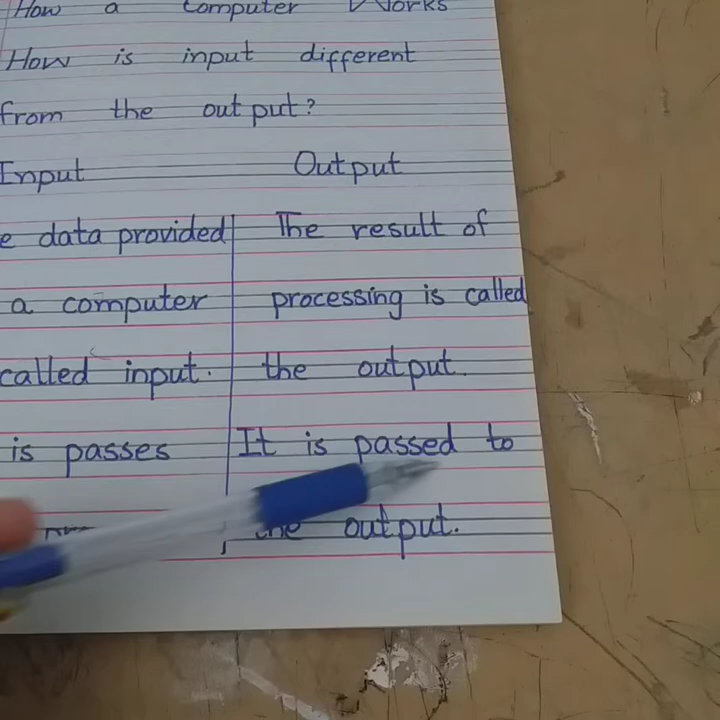 How a Computer Works
How is input different
from the output?
Input Output
data provided The result of
a computer processing is called
called input. the output.
is passes It is passed to
the output.